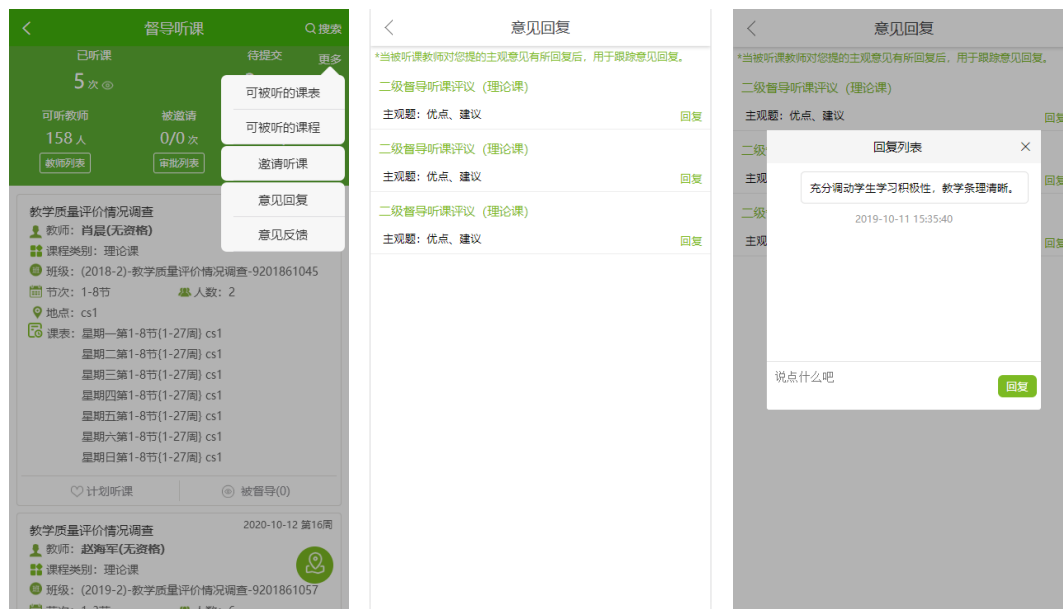 督导听课
搜索
已听课
待提交
更多
5 次
可听教师
被邀请
158 人
0/0 次
教师列表
审批列表
可被听的课表
可被听的课程
邀请听课
意见回复
意见反馈
教学质量评价情况调查
教师：肖晨(无资格)
课程类别：理论课
班级：(2018-2)-教学质量评价情况调查-9201861045
节次：1-8节 人数：2
地点：cs1
课表：星期一第1-8节{1-27周} cs1
星期二第1-8节{1-27周} cs1
星期三第1-8节{1-27周} cs1
星期四第1-8节{1-27周} cs1
星期五第1-8节{1-27周} cs1
星期六第1-8节{1-27周} cs1
星期日第1-8节{1-27周} cs1
计划听课
被督导(0)
教学质量评价情况调查
2020-10-12 第16周
教师：赵海军(无资格)
课程类别：理论课
班级：(2019-2)-教学质量评价情况调查-9201861057
意见回复
*当被听课教师对您提的主观意见有所回复后，用于跟踪意见回复。
二级督导听课评议（理论课）
主观题：优点、建议
回复
二级督导听课评议（理论课）
主观题：优点、建议
回复
二级督导听课评议（理论课）
主观题：优点、建议
回复
意见回复
*当被听课教师对您提的主观意见有所回复后，用于跟踪意见回复。
二级督导听课评议（理论课）
主观题：优点、建议
回复
二级
主观
回复
二级
主观
回复
回复列表
充分调动学生学习积极性，教学条理清晰。
2019-10-11 15:35:40
说点什么吧
回复